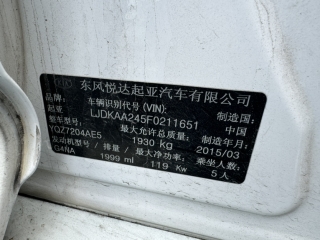 东风悦达起亚汽车有限公司
起亚 车辆识别代号(VIN): 制造国:
轿车型号: LJDKAA245F0211651 中国
YQZ7204AE5 最大允许总质量: 制造年月:
1930 kg 2015/03
发动机型号/排量/最大净功率: 乘坐人数:
G4NA 1999 ml 119 Kw 5人